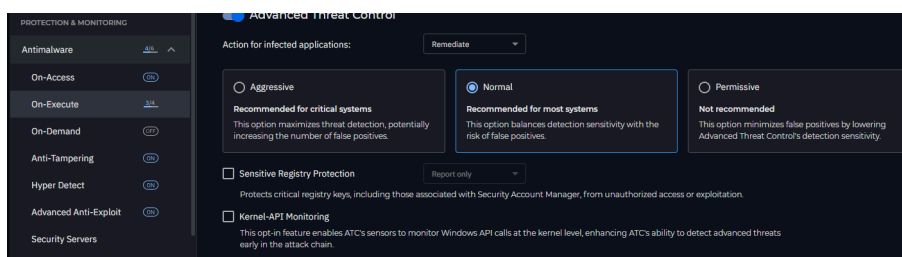 PROTECTION & MONITORING
Antimalware 4/6
On-Access ON
On-Execute 3/4
On-Demand OFF
Anti-Tampering ON
Hyper Detect ON
Advanced Anti-Exploit ON
Security Servers
Advanced Threat Control
Action for infected applications: Remediate
Aggressive
Recommended for critical systems
This option maximizes threat detection, potentially
increasing the number of false positives.
Normal
Recommended for most systems
This option balances detection sensitivity with the
risk of false positives.
Permissive
Not recommended
This option minimizes false positives by lowering
Advanced Threat Control's detection sensitivity.
Sensitive Registry Protection Report only
Protects critical registry keys, including those associated with Security Account Manager, from unauthorized access or exploitation.
Kernel-API Monitoring
This opt-in feature enables ATC's sensors to monitor Windows API calls at the kernel level, enhancing ATC's ability to detect advanced threats
early in the attack chain.